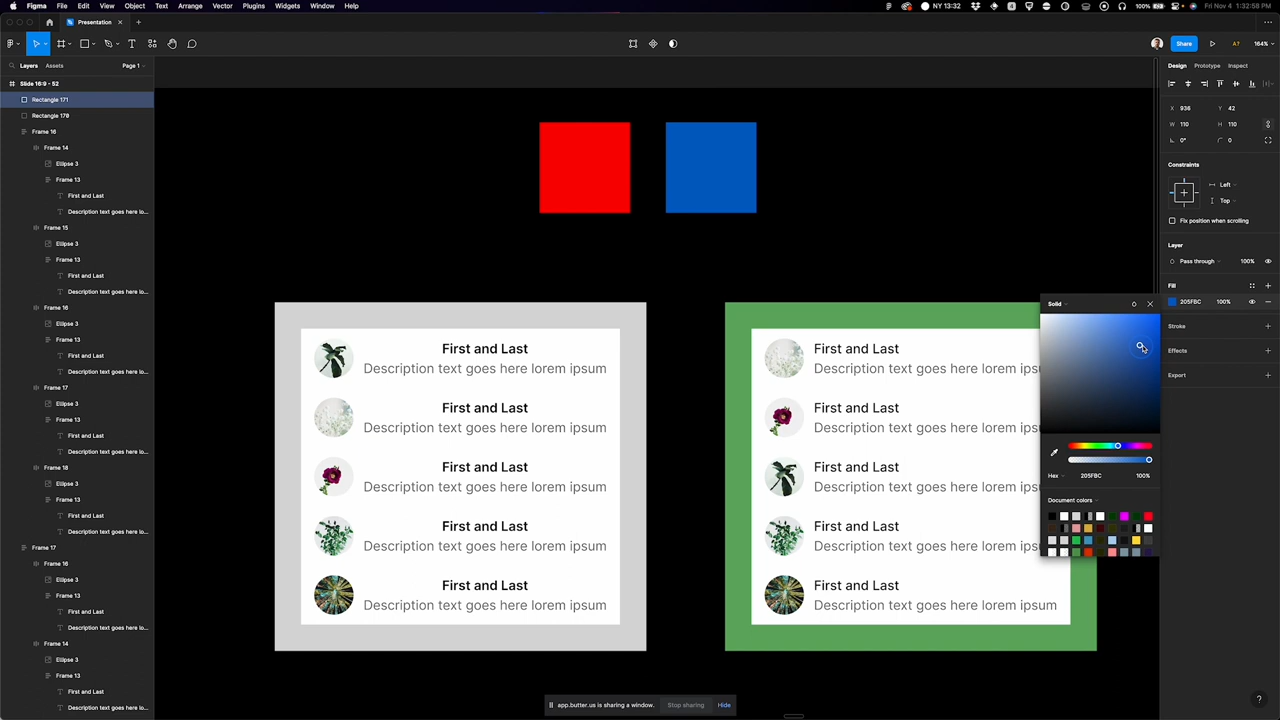 Figma File Edit View Object Text Arrange Vector Plugins Widgets Window Help NY 13:32 100% Fri Nov 4 1:32:58 PM
Presentation
Share A? 164%
Layers Assets Page 1
Design Prototype Inspect
Slide 16:9 - 52
Rectangle 171
Rectangle 170
Frame 16
Frame 14
Ellipse 3
Frame 13
First and Last
Description text goes here lo...
Frame 15
Ellipse 3
Frame 13
First and Last
Description text goes here lo...
Frame 16
Ellipse 3
Frame 13
First and Last
Description text goes here lo...
Frame 17
Ellipse 3
Frame 13
First and Last
Description text goes here lo...
Frame 18
Ellipse 3
Frame 13
First and Last
Description text goes here lo...
Frame 17
Frame 16
Ellipse 3
Frame 13
First and Last
Description text goes here lo...
Frame 14
Ellipse 3
Frame 13
First and Last
Description text goes here lo...
First and Last
Description text goes here lorem ipsum
First and Last
Description text goes here lorem ipsum
First and Last
Description text goes here lorem ipsum
First and Last
Description text goes here lorem ipsum
First and Last
Description text goes here lorem ipsum
First and Last
Description text goes here lorem
First and Last
Description text goes here lorem
First and Last
Description text goes here lorem
First and Last
Description text goes here lorem
First and Last
Description text goes here lorem ipsum
X 936 Y 42
W 110 H 110
0° 0
Constraints
Left
Top
Fix position when scrolling
Layer
Pass through 100%
Fill
205FBC 100%
Stroke
Effects
Export
Solid
Hex 205FBC 100%
Document colors
app.butter.us is sharing a window. Stop sharing Hide
?